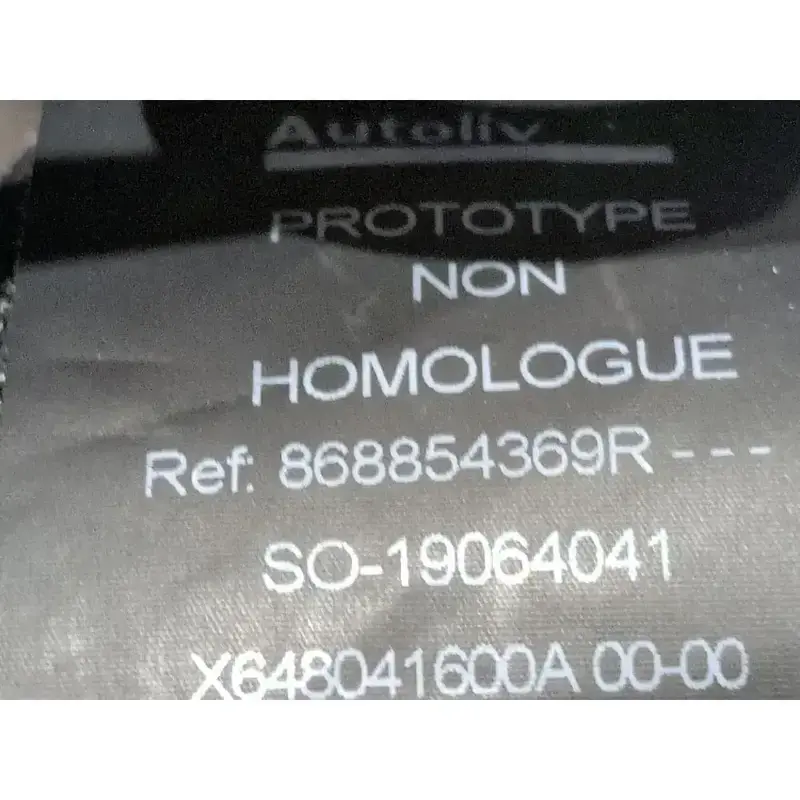 Autoliv
PROTOTYPE
NON
HOMOLOGUE
Ref: 868854369R ---
SO-19064041
X648041600A 00-00